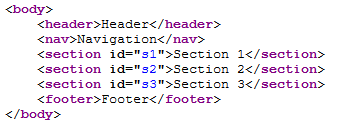 <body>
    <header>Header</header>
    <nav>Navigation</nav>
    <section id="s1">Section 1</section>
    <section id="s2">Section 2</section>
    <section id="s3">Section 3</section>
    <footer>Footer</footer>
</body>